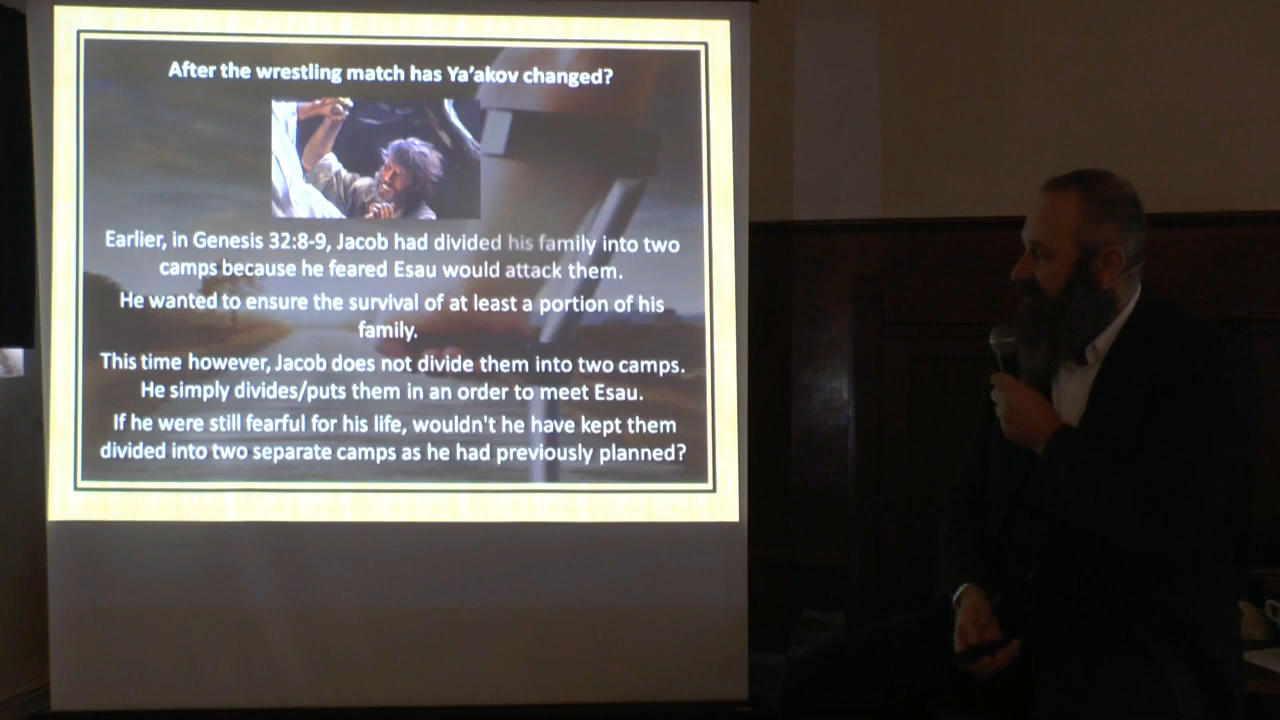 After the wrestling match has Ya'akov changed?
Earlier, in Genesis 32:8-9, Jacob had divided his family into two
camps because he feared Esau would attack them.
He wanted to ensure the survival of at least a portion of his
family.
This time however, Jacob does not divide them into two camps.
He simply divides/puts them in an order to meet Esau.
If he were still fearful for his life, wouldn't he have kept them
divided into two separate camps as he had previously planned?